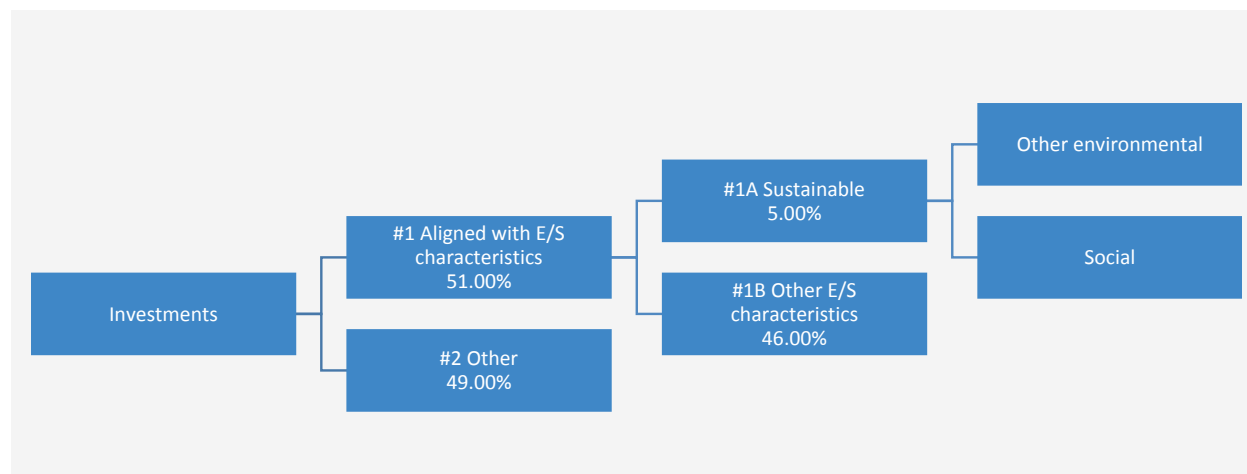 Investments
#1 Aligned with E/S
characteristics
51.00%
#2 Other
49.00%
#1A Sustainable
5.00%
#1B Other E/S
characteristics
46.00%
Other environmental
Social